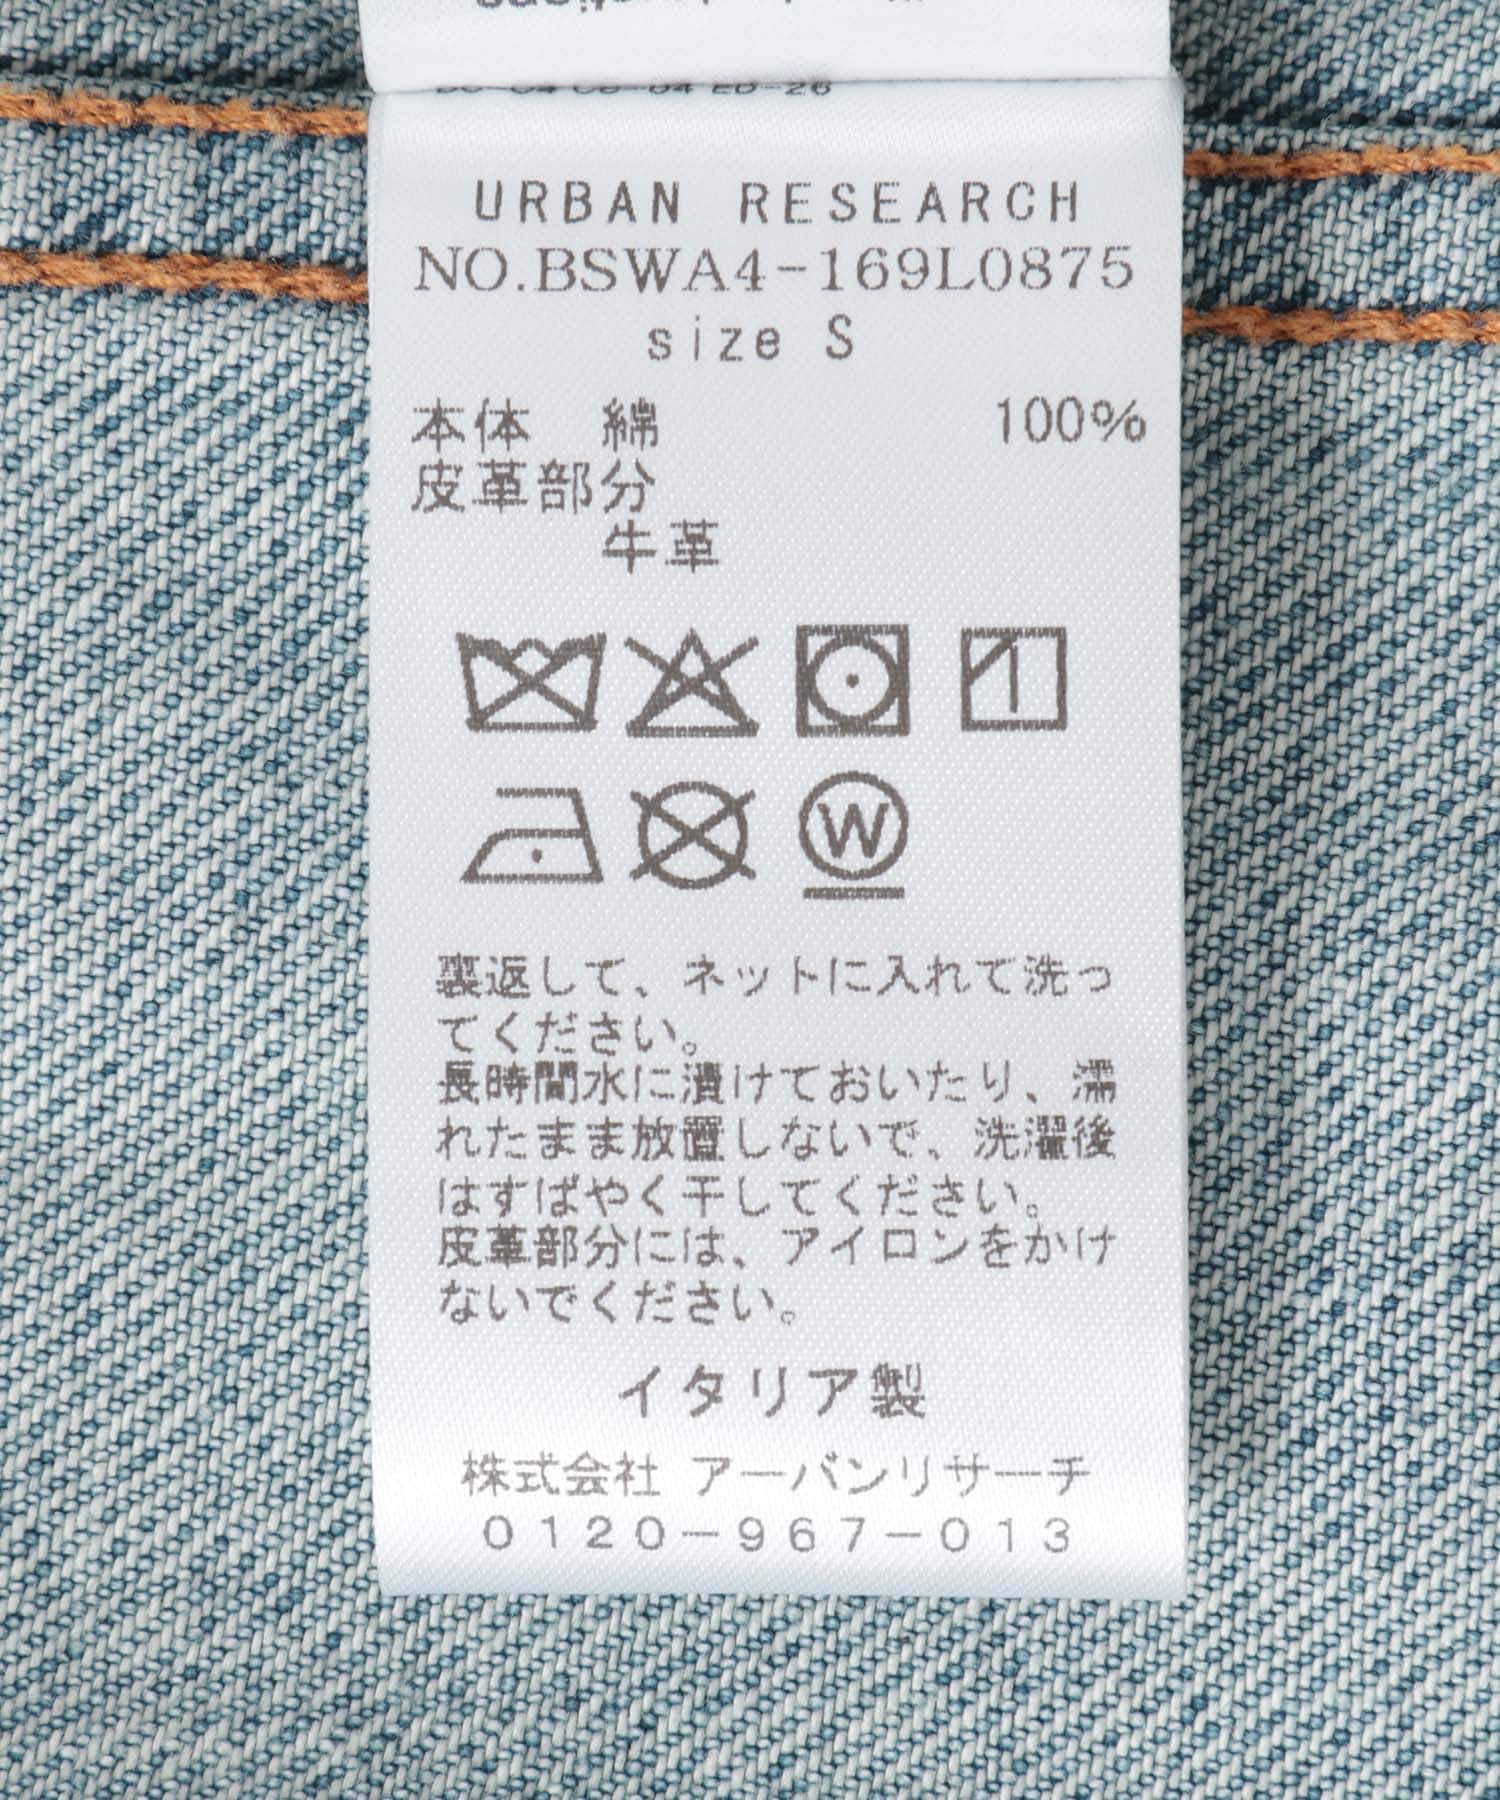 URBAN RESEARCH
NO.BSWA4-169L0875
size S
本体 綿 100%
皮革部分
牛革
W
裏返して、ネットに入れて洗っ
てください。
長時間水に漬けておいたり、濡
れたまま放置しないで、洗濯後
はすばやく干してください。
皮革部分には、アイロンをかけ
ないでください。
イタリア製
株式会社 アーバンリサーチ
0120-967-013